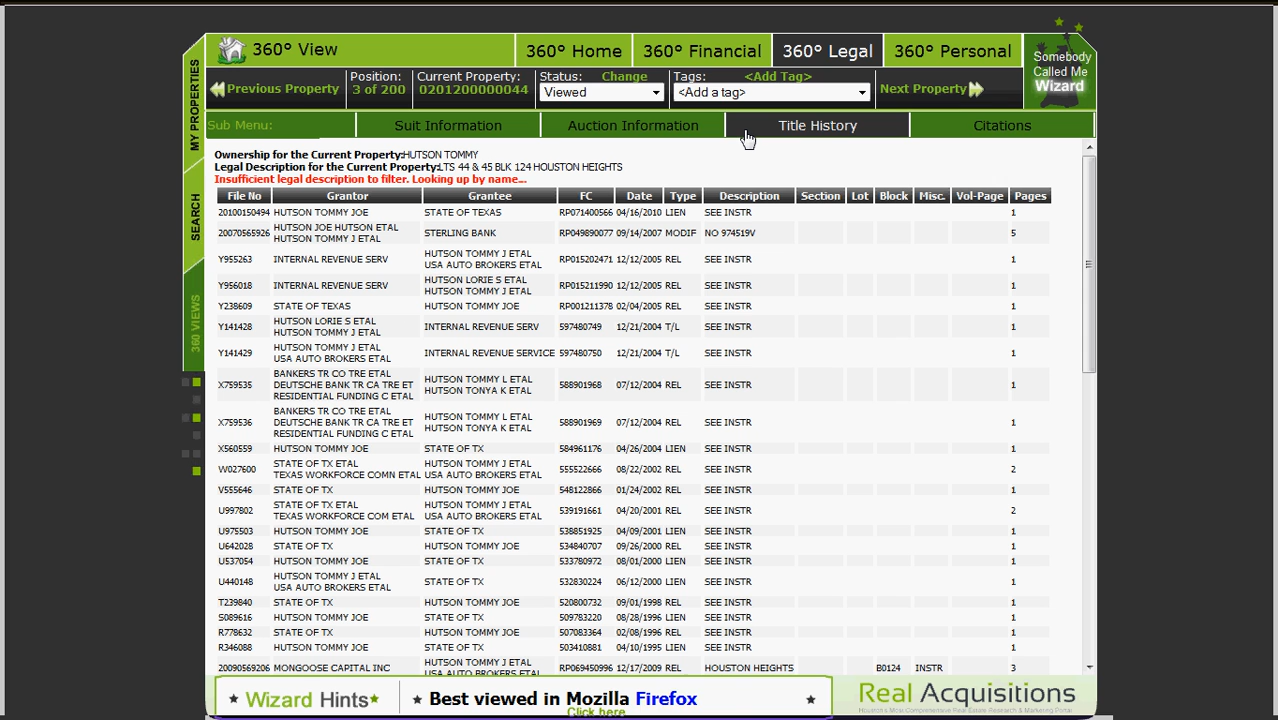 360° View 360° Home 360° Financial 360° Legal 360° Personal
Somebody
Called Me
Wizard
Previous Property Position: Current Property: Status: Change Tags: <Add Tag> Next Property
3 of 200 0201200000044 Viewed <Add a tag>
MY PROPERTIES
SEARCH
360 VIEWS
Sub Menu: Suit Information Auction Information Title History Citations
Ownership for the Current Property:HUTSON TOMMY
Legal Description for the Current Property:LTS 44 & 45 BLK 124 HOUSTON HEIGHTS
Insufficient legal description to filter. Looking up by name...
File No Grantor Grantee FC Date Type Description Section Lot Block Misc. Vol-Page Pages
20100150494 HUTSON TOMMY JOE STATE OF TEXAS RP071400566 04/16/2010 LIEN SEE INSTR 1
20070565926 HUTSON JOE HUTSON ETAL STERLING BANK RP049890077 09/14/2007 MODIF NO 974519V 5
HUTSON TOMMY J ETAL
Y955263 INTERNAL REVENUE SERV HUTSON TOMMY J ETAL RP015202471 12/12/2005 REL SEE INSTR 1
USA AUTO BROKERS ETAL
Y956018 INTERNAL REVENUE SERV HUTSON LORIE S ETAL RP015211990 12/12/2005 REL SEE INSTR 1
HUTSON TOMMY J ETAL
Y238609 STATE OF TEXAS HUTSON TOMMY JOE RP001211378 02/04/2005 REL SEE INSTR 1
Y141428 HUTSON LORIE S ETAL INTERNAL REVENUE SERV 597480749 12/21/2004 T/L SEE INSTR 1
HUTSON TOMMY J ETAL
Y141429 HUTSON TOMMY J ETAL INTERNAL REVENUE SERVICE 597480750 12/21/2004 T/L SEE INSTR 1
USA AUTO BROKERS ETAL
X759535 BANKERS TR CO TRE ETAL HUTSON TOMMY L ETAL 588901968 07/12/2004 REL SEE INSTR 1
DEUTSCHE BANK TR CA TRE ET HUTSON TONYA K ETAL
RESIDENTIAL FUNDING C ETAL
X759536 BANKERS TR CO TRE ETAL HUTSON TOMMY L ETAL 588901969 07/12/2004 REL SEE INSTR 1
DEUTSCHE BANK TR CA TRE ET HUTSON TONYA K ETAL
RESIDENTIAL FUNDING C ETAL
X560559 HUTSON TOMMY JOE STATE OF TX 584961176 04/26/2004 LIEN SEE INSTR 1
W027600 STATE OF TX ETAL HUTSON TOMMY J ETAL 555522666 08/22/2002 REL SEE INSTR 2
TEXAS WORKFORCE COMN ETAL USA AUTO BROKERS ETAL
V555646 STATE OF TX HUTSON TOMMY JOE 548122866 01/24/2002 REL SEE INSTR 1
U997802 STATE OF TX ETAL HUTSON TOMMY J ETAL 539191661 04/20/2001 REL SEE INSTR 2
TEXAS WORKFORCE COM ETAL USA AUTO BROKERS ETAL
U975503 HUTSON TOMMY JOE STATE OF TX 538851925 04/09/2001 LIEN SEE INSTR 1
U642028 STATE OF TX HUTSON TOMMY JOE 534840707 09/26/2000 REL SEE INSTR 1
U537054 HUTSON TOMMY JOE STATE OF TX 533780972 08/01/2000 LIEN SEE INSTR 1
U440148 HUTSON TOMMY J ETAL STATE OF TX 532830224 06/12/2000 LIEN SEE INSTR 1
USA AUTO BROKERS ETAL
T239840 STATE OF TX HUTSON TOMMY JOE 520800732 09/01/1998 REL SEE INSTR 1
S089616 HUTSON TOMMY JOE STATE OF TX 509783220 08/28/1996 LIEN SEE INSTR 1
R778632 STATE OF TX HUTSON TOMMY JOE 507083364 02/08/1996 REL SEE INSTR 1
R346088 HUTSON TOMMY JOE STATE OF TX 503410881 04/10/1995 LIEN SEE INSTR 1
20090569206 MONGOOSE CAPITAL INC HUTSON TOMMY J ETAL RP069450996 12/17/2009 REL HOUSTON HEIGHTS B0124 INSTR 3
USA AUTO BROKERS ETAL
Wizard Hints Best viewed in Mozilla Firefox
Click here
Real Acquisitions
Houston's Most Comprehensive Real Estate Research & Marketing Portal